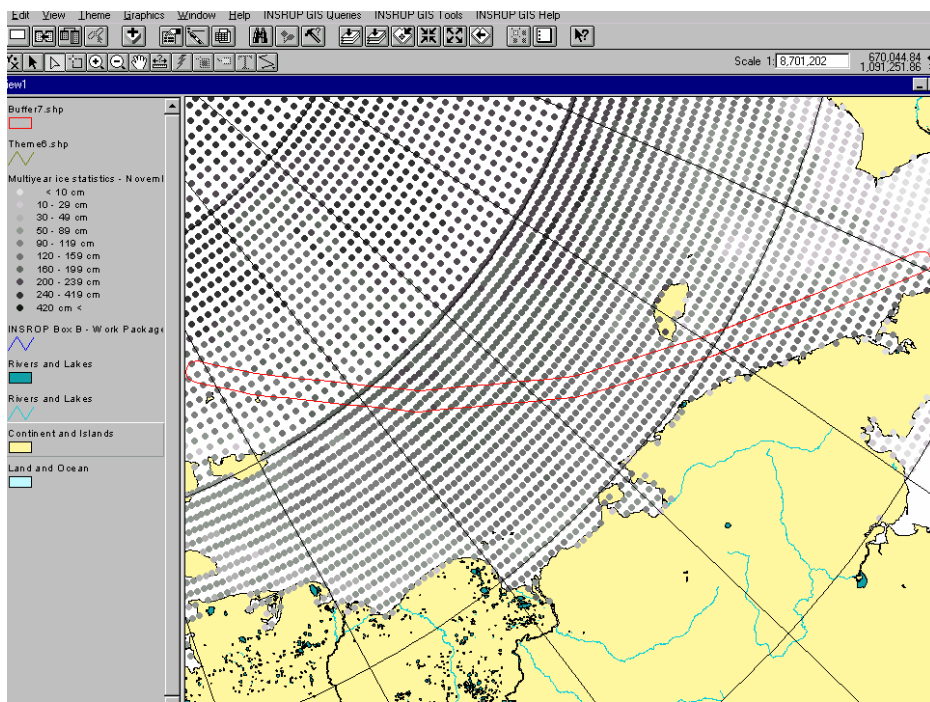 Edit View Theme Graphics Window Help INSRUP GIS Queries INSROP GIS Tools INSROP GIS Help
Scale 1: 8,701,202
670,044.84
1,091,251.86
iew1
Buffer7.shp
Theme6.shp
Multiyear ice statistics - Novemb
< 10 cm
10 - 29 cm
30 - 49 cm
50 - 89 cm
90 - 119 cm
120 - 159 cm
160 - 199 cm
200 - 239 cm
240 - 419 cm
420 cm <
INSROP Box B - Work Package
Rivers and Lakes
Rivers and Lakes
Continent and Islands
Land and Ocean